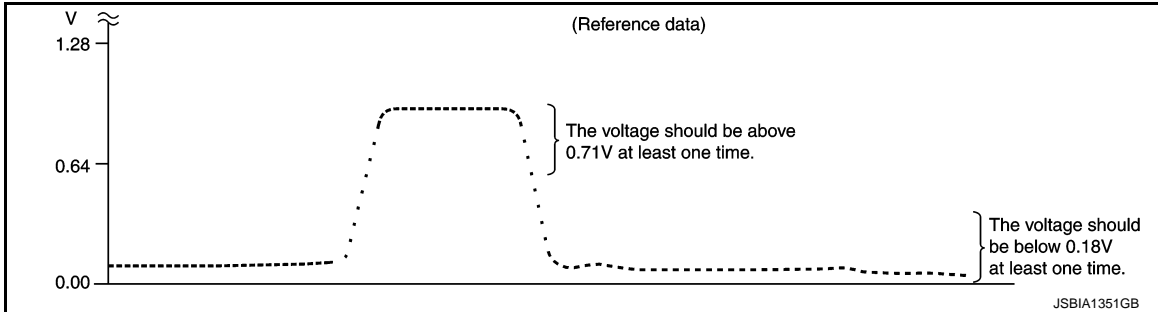 V
(Reference data)
1.28
The voltage should be above
0.71V at least one time.
0.64
The voltage should
be below 0.18V
at least one time.
0.00
JSBIA1351GB